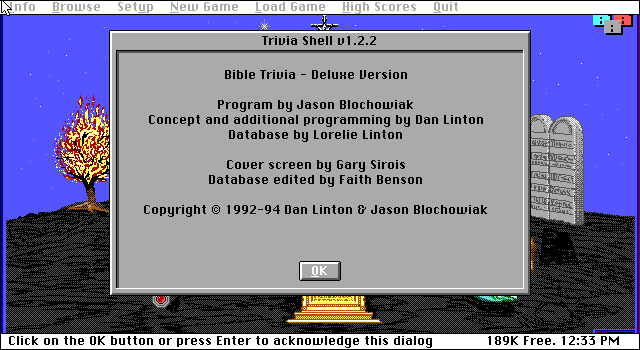 Info Browse Setup New Game Load Game High Scores Quit
Trivia Shell v1.2.2
Bible Trivia - Deluxe Version
Program by Jason Blochowiak
Concept and additional programming by Dan Linton
Database by Lorelie Linton
Cover screen by Gary Sirois
Database edited by Faith Benson
Copyright © 1992-94 Dan Linton & Jason Blochowiak
OK
Click on the OK button or press Enter to acknowledge this dialog 189K Free. 12:33 PM